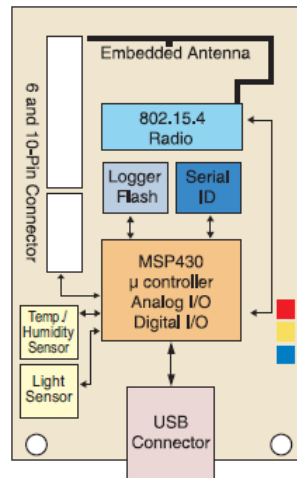 Embedded Antenna
6 and 10-Pin Connector
802.15.4
Radio
Logger
Flash
Serial
ID
MSP430
µ controller
Analog I/O
Digital I/O
Temp./
Humidity
Sensor
Light
Sensor
USB
Connector